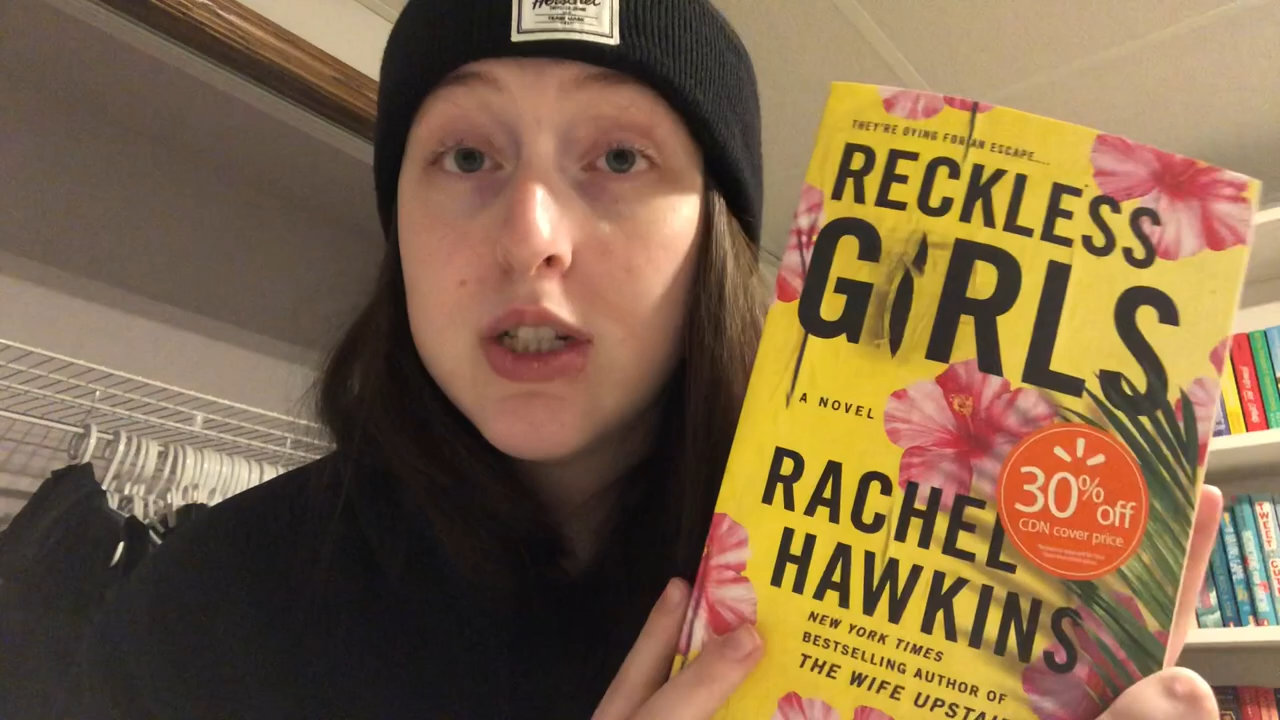 Herschel
THEY'RE DYING FOR AN ESCAPE....
RECKLESS
GIRLS
A NOVEL
30% off
CDN cover price
RACHEL
HAWKINS
NEW YORK TIMES
BESTSELLING AUTHOR OF
THE WIFE UPSTAI